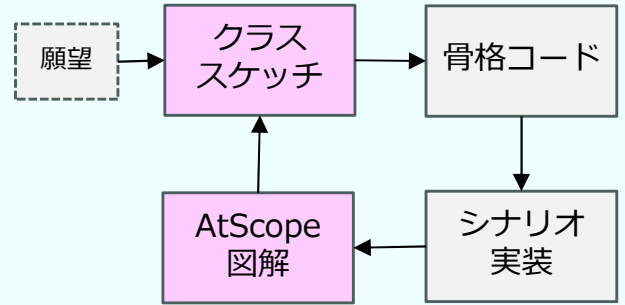 願望
クラス
スケッチ
骨格コード
AtScope
図解
シナリオ
実装